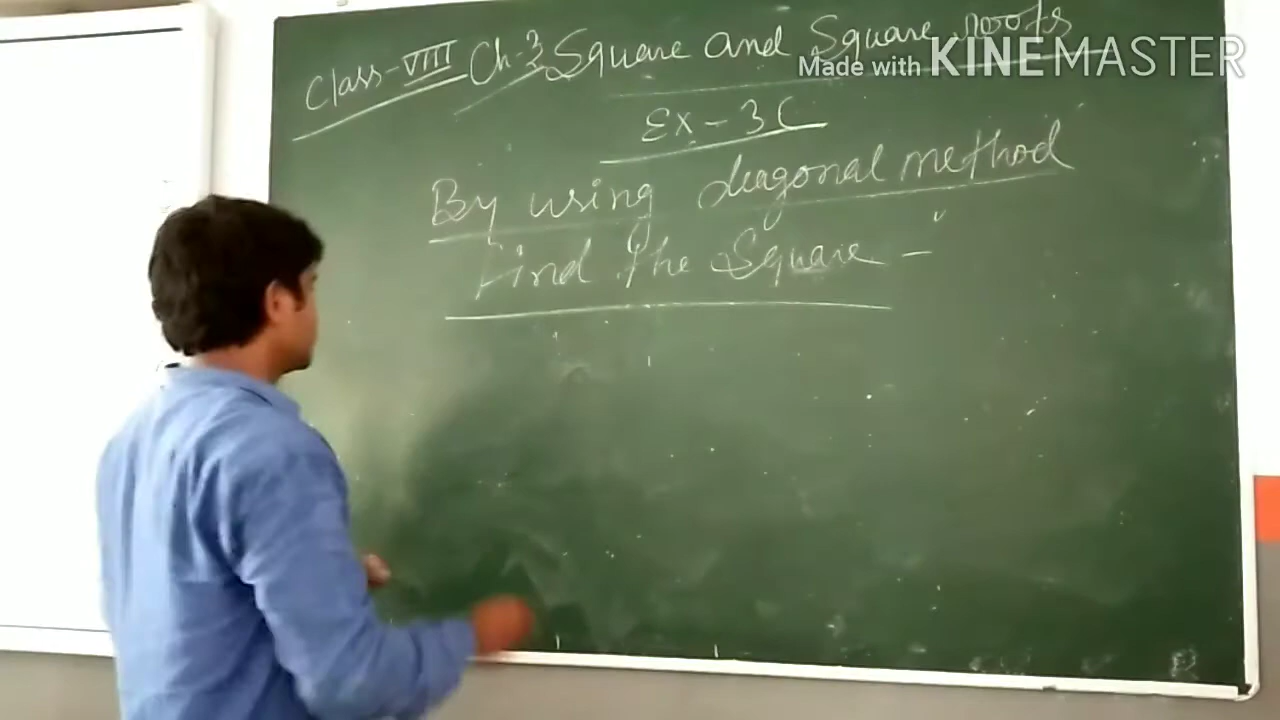 Class-VIII Ch-3 Square and Square roots
Made with KINEMASTER
Ex-3C
By using diagonal method
Find the Square -